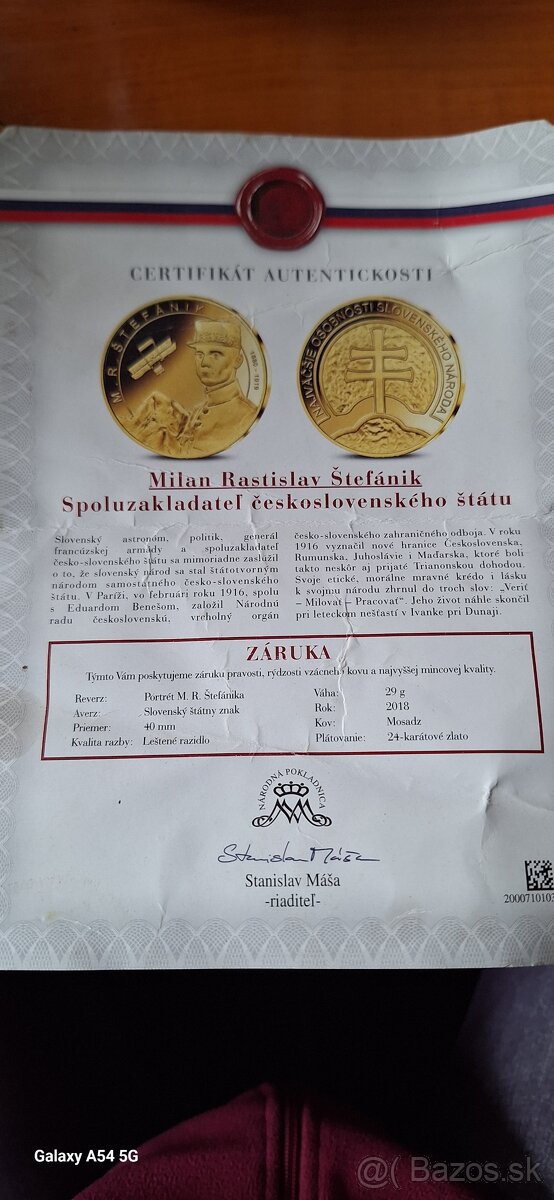 CERTIFIKÁT AUTENTICKOSTI
M. R. ŠTEFÁNIK
1880 - 1919
NAJVÄČŠIE OSOBNOSTI SLOVENSKÉHO NÁRODA
Milan Rastislav Štefánik
Spoluzakladateľ československého štátu
Slovenský astronóm, politik, generál
francúzskej armády a spoluzakladateľ
česko-slovenského štátu sa mimoriadne zaslúžil
o to, že slovenský národ sa stal štátotvorným
národom samostatného česko-slovenského
štátu. V Paríži, vo februári roku 1916, spolu
s Eduardom Benešom, založil Národnú
radu československú, vrcholný orgán
česko-slovenského zahraničného odboja. V roku
1916 vyznačil nové hranice Československa,
Rumunska, Juhoslávie i Maďarska, ktoré boli
takto neskôr aj prijaté Trianonskou dohodou.
Svoje etické, morálne mravné krédo i lásku
k svojmu národu zhrnul do troch slov: „Veriť
– Milovať – Pracovať“. Jeho život náhle skončil
pri leteckom nešťastí v Ivanke pri Dunaji.
ZÁRUKA
Týmto Vám poskytujeme záruku pravosti, rýdzosti vzácneho kovu a najvyššej mincovej kvality.
Reverz: Portrét M. R. Štefánika
Averz: Slovenský štátny znak
Priemer: 40 mm
Kvalita razby: Leštené razidlo
Váha: 29 g
Rok: 2018
Kov: Mosadz
Plátovanie: 24-karátové zlato
NÁRODNÁ POKLADNICA
Stanislav Máša
Stanislav Máša
-riaditeľ-
2000710103
Galaxy A54 5G
@( Bazos.sk